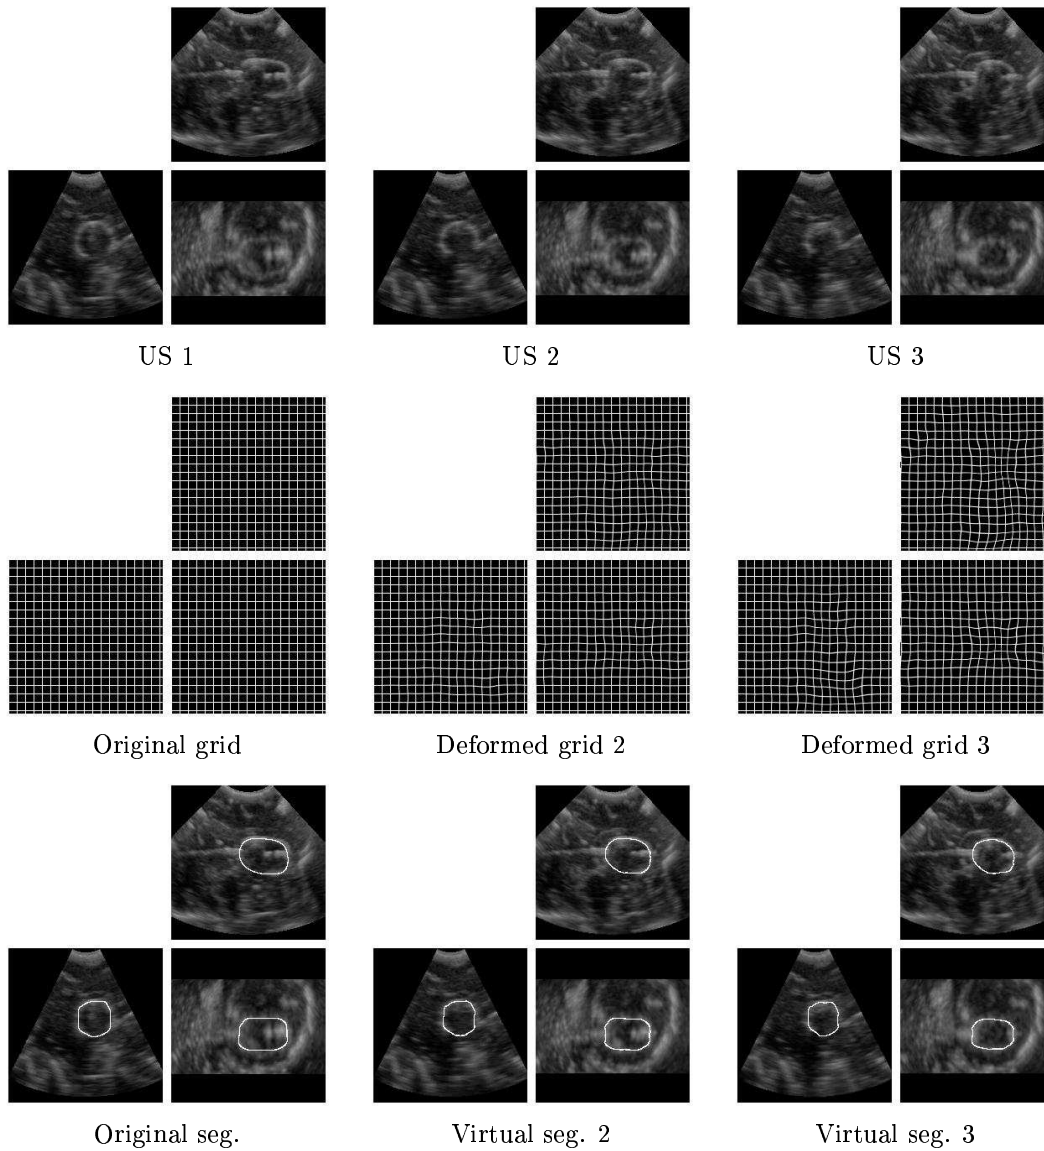 US 1
US 2
US 3
Original grid
Deformed grid 2
Deformed grid 3
Original seg.
Virtual seg. 2
Virtual seg. 3